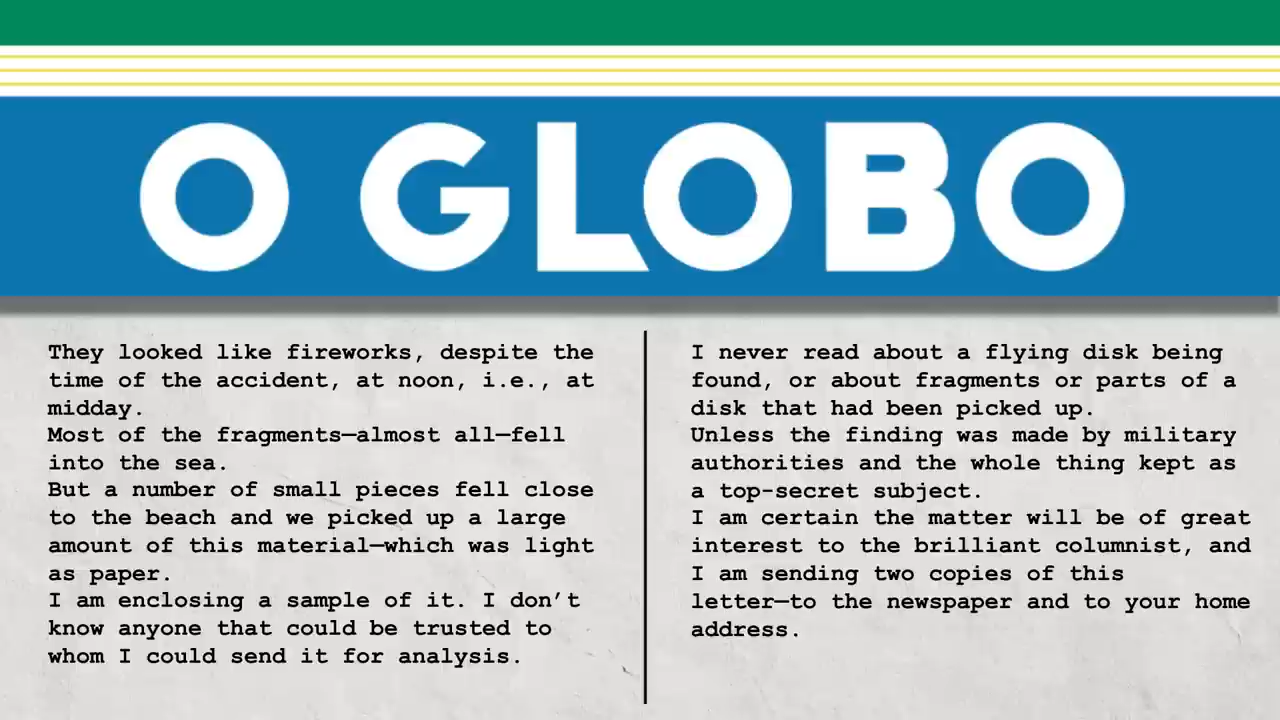 O GLOBO
They looked like fireworks, despite the
time of the accident, at noon, i.e., at
midday.
Most of the fragments—almost all—fell
into the sea.
But a number of small pieces fell close
to the beach and we picked up a large
amount of this material—which was light
as paper.
I am enclosing a sample of it. I don’t
know anyone that could be trusted to
whom I could send it for analysis.
I never read about a flying disk being
found, or about fragments or parts of a
disk that had been picked up.
Unless the finding was made by military
authorities and the whole thing kept as
a top-secret subject.
I am certain the matter will be of great
interest to the brilliant columnist, and
I am sending two copies of this
letter—to the newspaper and to your home
address.